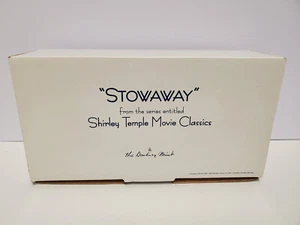 "STOWAWAY"
from the series entitled
Shirley Temple Movie Classics
by
The Danbury Mint